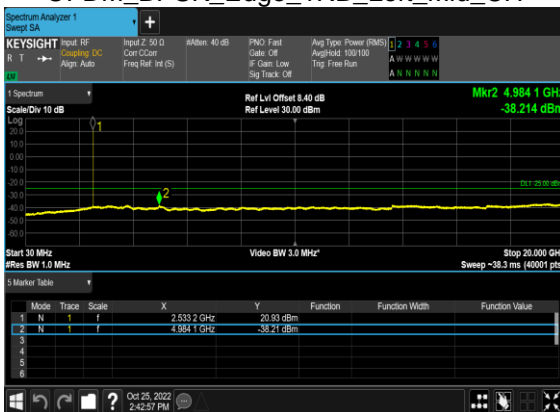 Spectrum Analyzer 1
Swept SA
KEYSIGHT
R T
LV
Input: RF
Coupling: DC
Align: Auto
Input Z: 50 Ω
Corr CCorr
Freq Ref: Int (S)
#Atten: 40 dB
PNO: Fast
Gate: Off
IF Gain: Low
Sig Track: Off
Avg Type: Power (RMS)
Avg|Hold: 100/100
Trig: Free Run
1 2 3 4 5 6
A W W W W W
A N N N N N
1 Spectrum
Scale/Div 10 dB
Ref Lvl Offset 8.40 dB
Ref Level 30.00 dBm
Mkr2 4.984 1 GHz
-38.214 dBm
Log
20.0
10.0
0.00
-10.0
-20.0
-30.0
-40.0
-50.0
-60.0
1
2
DL1 -25.00 dBm
Start 30 MHz
#Res BW 1.0 MHz
Video BW 3.0 MHz*
Stop 20.000 GHz
Sweep ~38.3 ms (40001 pts)
5 Marker Table
Mode Trace Scale X Y Function Function Width Function Value
1 N 1 f 2.533 2 GHz 20.93 dBm
2 N 1 f 4.984 1 GHz -38.21 dBm
3
4
5
6
Oct 25, 2022
2:42:57 PM